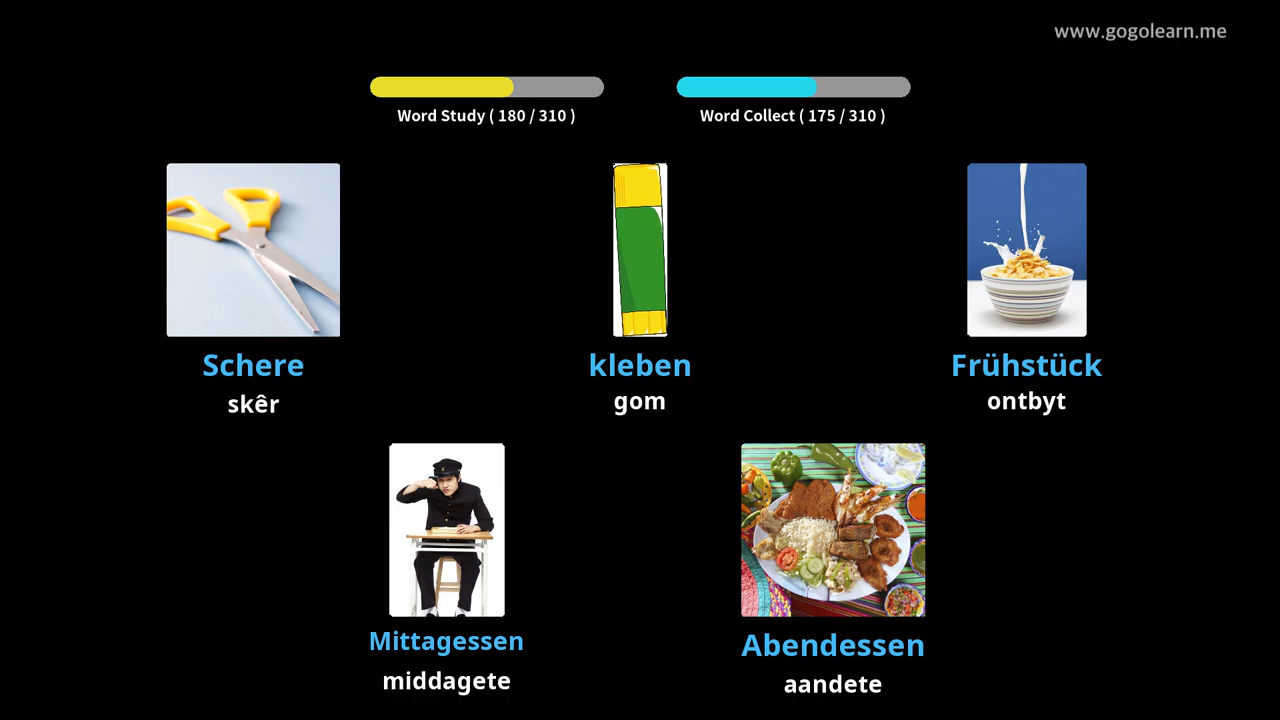 www.gogolearn.me
Word Study ( 180 / 310 )
Word Collect ( 175 / 310 )
Schere
skêr
kleben
gom
Frühstück
ontbyt
Mittagessen
middagete
Abendessen
aandete